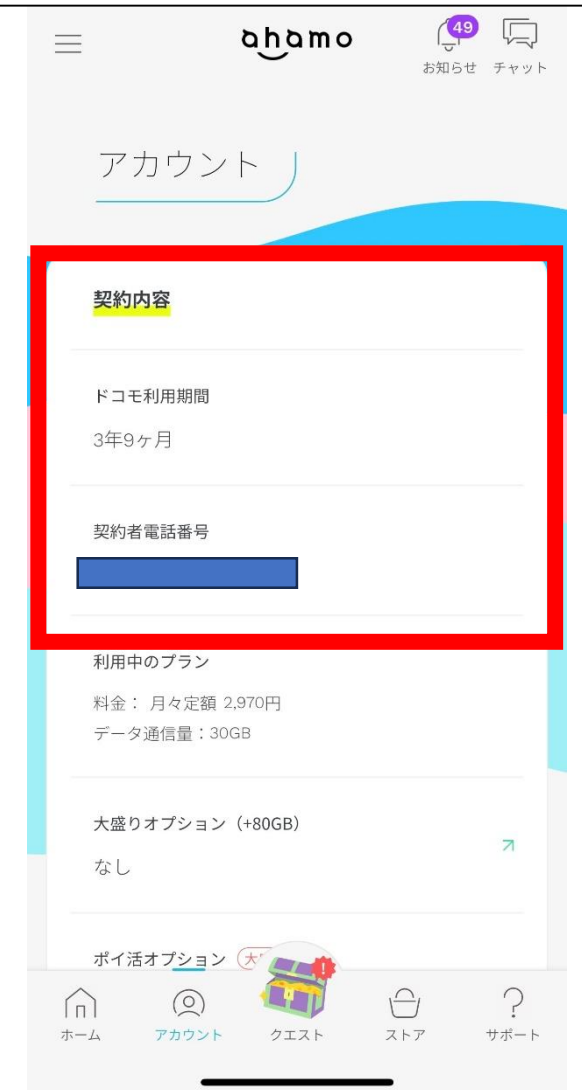 ahamo
49
お知らせ
チャット
アカウント
契約内容
ドコモ利用期間
3年9ヶ月
契約者電話番号
利用中のプラン
料金： 月々定額 2,970円
データ通信量：30GB
大盛りオプション（+80GB）
なし
ポイ活オプション
ホーム
アカウント
クエスト
ストア
サポート